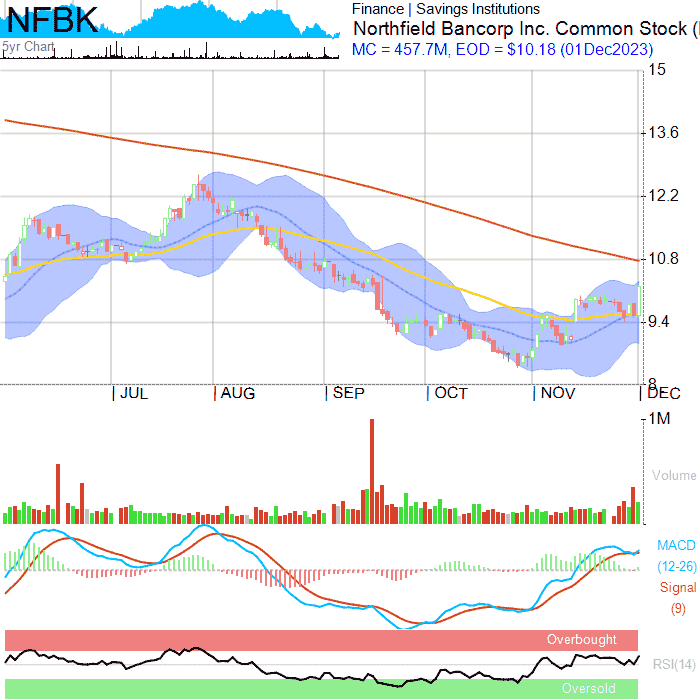 NFBK
5yr Chart
Finance | Savings Institutions
Northfield Bancorp Inc. Common Stock (
MC = 457.7M, EOD = $10.18 (01Dec2023)
15
13.6
12.2
10.8
9.4
8
JUL AUG SEP OCT NOV DEC
1M
Volume
MACD
(12-26)
Signal
(9)
Overbought
RSI(14)
Oversold